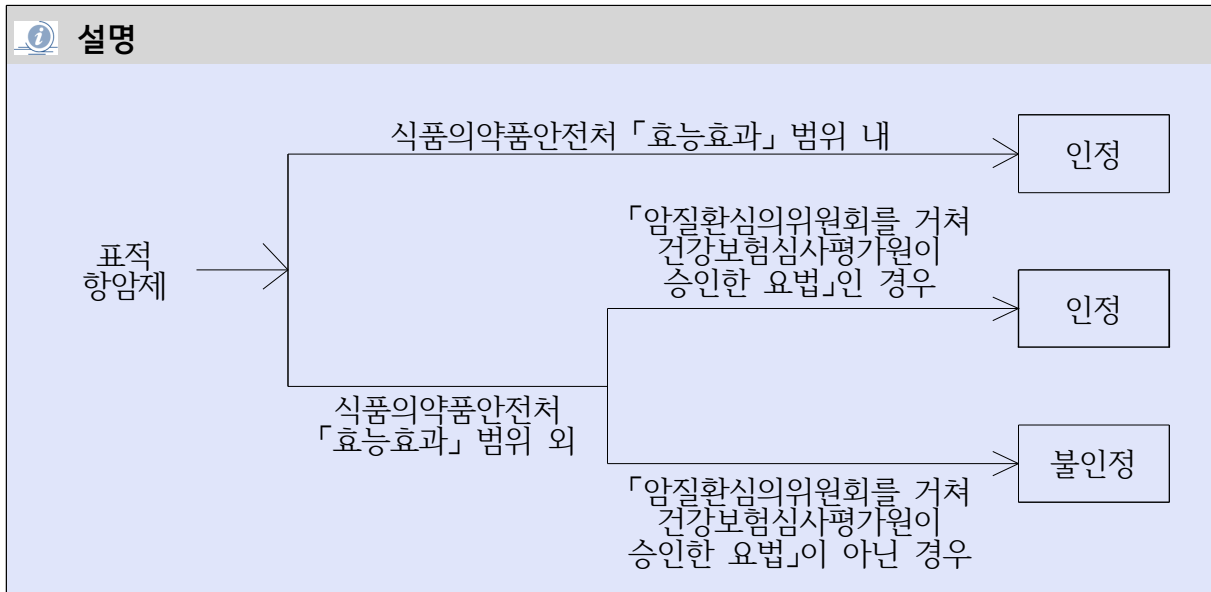 설명
식품의약품안전처 「효능효과」 범위 내
인정
표적
항암제
「암질환심의위원회를 거쳐
건강보험심사평가원이
승인한 요법」인 경우
인정
식품의약품안전처
「효능효과」 범위 외
「암질환심의위원회를 거쳐
건강보험심사평가원이
승인한 요법」이 아닌 경우
불인정